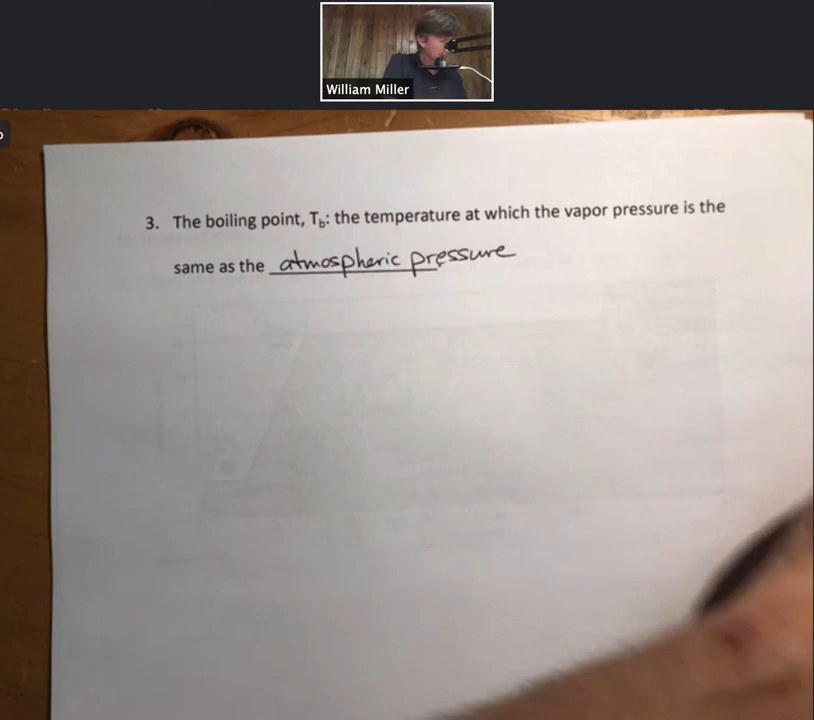 William Miller
3. The boiling point, Tb: the temperature at which the vapor pressure is the
same as the atmospheric pressure